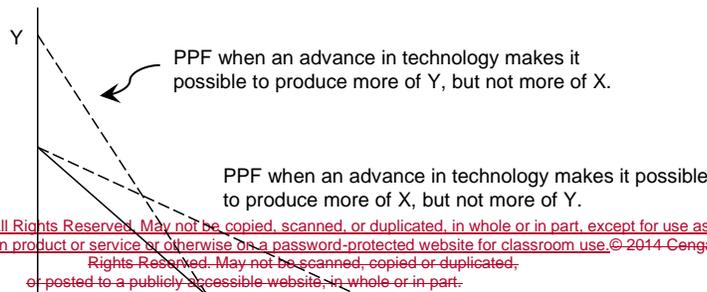 Y
PPF when an advance in technology makes it
possible to produce more of Y, but not more of X.
PPF when an advance in technology makes it possible
to produce more of X, but not more of Y.
ll Rights Reserved. May not be copied, scanned, or duplicated, in whole or in part, except for use as
n product or service or otherwise on a password-protected website for classroom use.© 2014 Cenga
Rights Reserved. May not be scanned, copied or duplicated,
or posted to a publicly accessible website, in whole or in part.